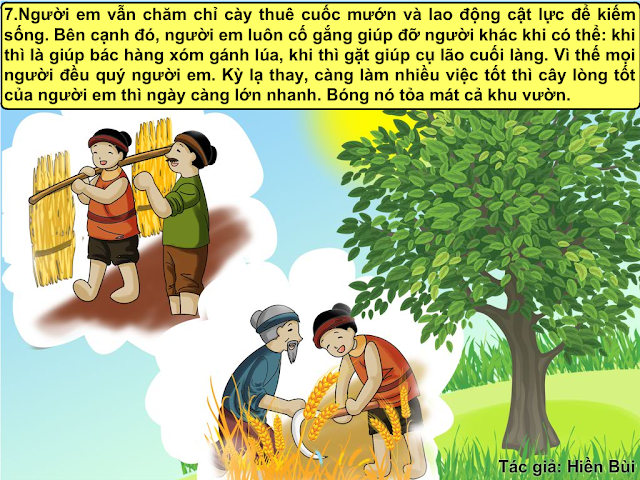 7.Người em vẫn chăm chỉ cày thuê cuốc mướn và lao động cật lực để kiếm
sống. Bên cạnh đó, người em luôn cố gắng giúp đỡ người khác khi có thể: khi
thì là giúp bác hàng xóm gánh lúa, khi thì gặt giúp cụ lão cuối làng. Vì thế mọi
người đều quý người em. Kỳ lạ thay, càng làm nhiều việc tốt thì cây lòng tốt
của người em thì ngày càng lớn nhanh. Bóng nó tỏa mát cả khu vườn.
Tác giả: Hiền Bùi